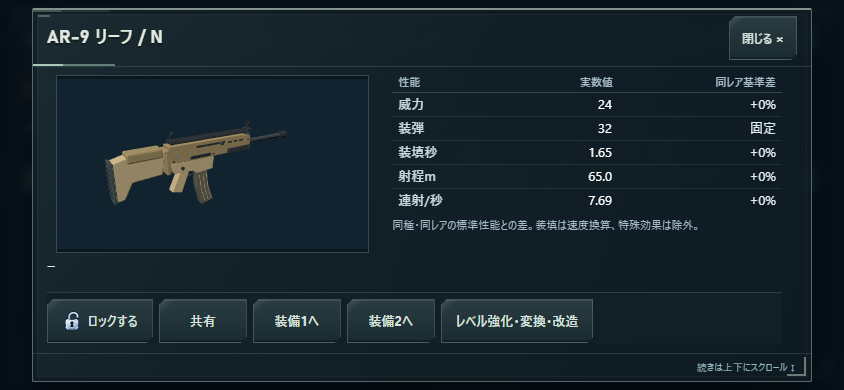 AR-9 リーフ / N
閉じる ×
性能 実数値 同レア基準差
威力 24 +0%
装弾 32 固定
装填秒 1.65 +0%
射程m 65.0 +0%
連射/秒 7.69 +0%
同種・同レアの標準性能との差。装填は速度換算、特殊効果は除外。
–
ロックする 共有 装備1へ 装備2へ レベル強化・変換・改造
続きは上下にスクロール ↕